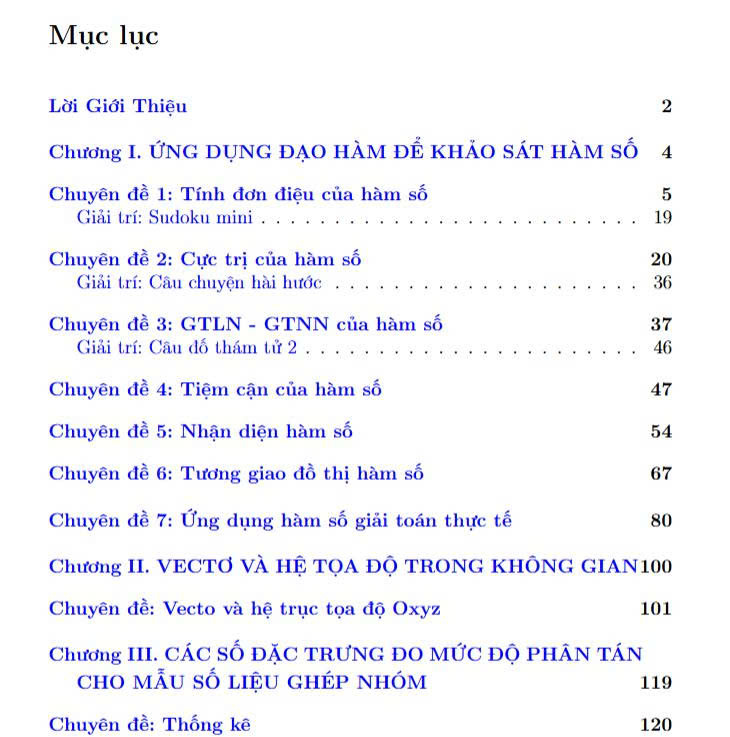 Mục lục
Lời Giới Thiệu 2
Chương I. ỨNG DỤNG ĐẠO HÀM ĐỂ KHẢO SÁT HÀM SỐ 4
Chuyên đề 1: Tính đơn điệu của hàm số 5
Giải trí: Sudoku mini . . . . . . . . . . . . . . . . . . . . . . . . . 19
Chuyên đề 2: Cực trị của hàm số 20
Giải trí: Câu chuyện hài hước . . . . . . . . . . . . . . . . . . . . 36
Chuyên đề 3: GTLN - GTNN của hàm số 37
Giải trí: Câu đố thám tử 2 . . . . . . . . . . . . . . . . . . . . . . 46
Chuyên đề 4: Tiệm cận của hàm số 47
Chuyên đề 5: Nhận diện hàm số 54
Chuyên đề 6: Tương giao đồ thị hàm số 67
Chuyên đề 7: Ứng dụng hàm số giải toán thực tế 80
Chương II. VECTƠ VÀ HỆ TỌA ĐỘ TRONG KHÔNG GIAN 100
Chuyên đề: Vecto và hệ trục tọa độ Oxyz 101
Chương III. CÁC SỐ ĐẶC TRƯNG ĐO MỨC ĐỘ PHÂN TÁN
CHO MẪU SỐ LIỆU GHÉP NHÓM 119
Chuyên đề: Thống kê 120